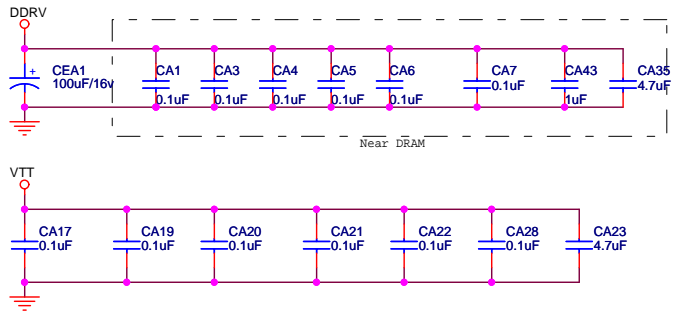 DDRV
+
CEA1
100uF/16v
CA1
0.1uF
CA3
0.1uF
CA4
0.1uF
CA5
0.1uF
CA6
0.1uF
CA7
0.1uF
CA43
1uF
CA35
4.7uF
Near DRAM
VTT
CA17
0.1uF
CA19
0.1uF
CA20
0.1uF
CA21
0.1uF
CA22
0.1uF
CA28
0.1uF
CA23
4.7uF